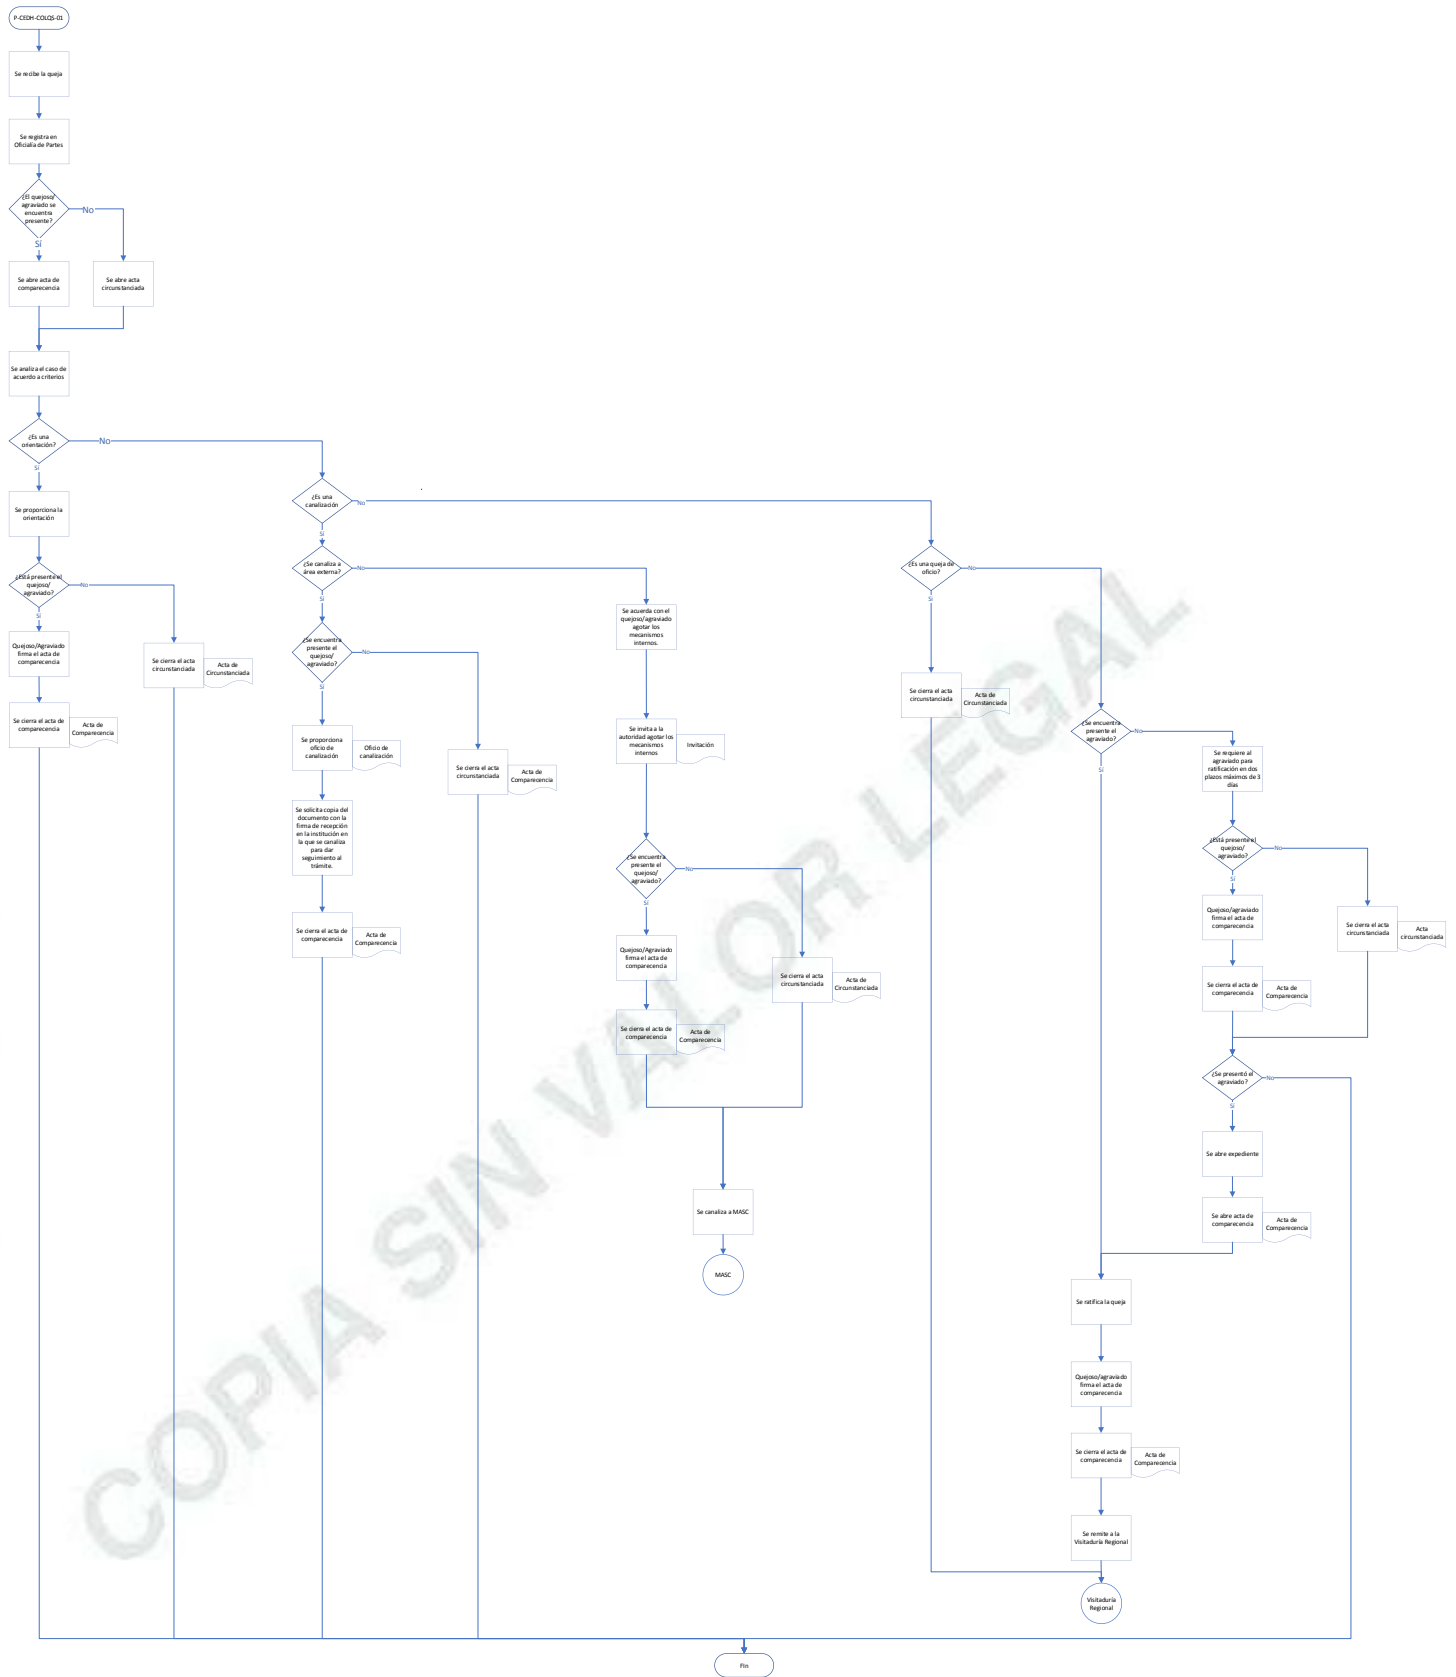 P-CEDH-COLQS-01
Se recibe la queja
Se registra en
Oficialía de Partes
¿El quejoso/
agraviado se
encuentra
presente?
No
Sí
Se abre acta de
comparecencia
Se abre acta
circunstanciada
Se analiza el caso de
acuerdo a criterios
¿Es una
orientación?
No
Sí
Se proporciona la
orientación
¿Está presente el
quejoso/
agraviado?
No
Sí
Quejoso/Agraviado
firma el acta de
comparecencia
Se cierra el acta de
comparecencia
Acta de
Comparecencia
Se cierra el acta
circunstanciada
Acta de
Circunstanciada
¿Es una
canalización
No
Sí
¿Se canaliza a
área externa?
No
Sí
¿Se encuentra
presente el
quejoso/
agraviado?
No
Sí
Se proporciona
oficio de
canalización
Oficio de
canalización
Se solicita copia del
documento con la
firma de recepción
en la institución en
la que se canaliza
para dar
seguimiento al
trámite.
Se cierra el acta de
comparecencia
Acta de
Comparecencia
Se cierra el acta
circunstanciada
Acta de
Comparecencia
Se acuerda con el
quejoso/agraviado
agotar los
mecanismos
internos.
Se invita a la
autoridad agotar los
mecanismos
internos
Invitación
¿Se encuentra
presente el
quejoso/
agraviado?
No
Sí
Quejoso/Agraviado
firma el acta de
comparecencia
Se cierra el acta de
comparecencia
Acta de
Comparecencia
Se cierra el acta
circunstanciada
Acta de
Circunstanciada
Se canaliza a MASC
MASC
¿Es una queja de
oficio?
No
Sí
Se cierra el acta
circunstanciada
Acta de
Circunstanciada
¿Se encuentra
presente el
agraviado?
No
Sí
Se requiere al
agraviado para
ratificación en dos
plazos máximos de 3
días
¿Está presente el
quejoso/
agraviado?
No
Sí
Quejoso/agraviado
firma el acta de
comparecencia
Se cierra el acta de
comparecencia
Acta de
Comparecencia
Se cierra el acta
circunstanciada
Acta
circunstanciada
¿Se presentó el
agraviado?
No
Sí
Se abre expediente
Se abre acta de
comparecencia
Acta de
Comparecencia
Se ratifica la queja
Quejoso/agraviado
firma el acta de
comparecencia
Se cierra el acta de
comparecencia
Acta de
Comparecencia
Se remite a la
Visitaduría Regional
Visitaduría
Regional
Fin
COPIA SIN VALOR LEGAL